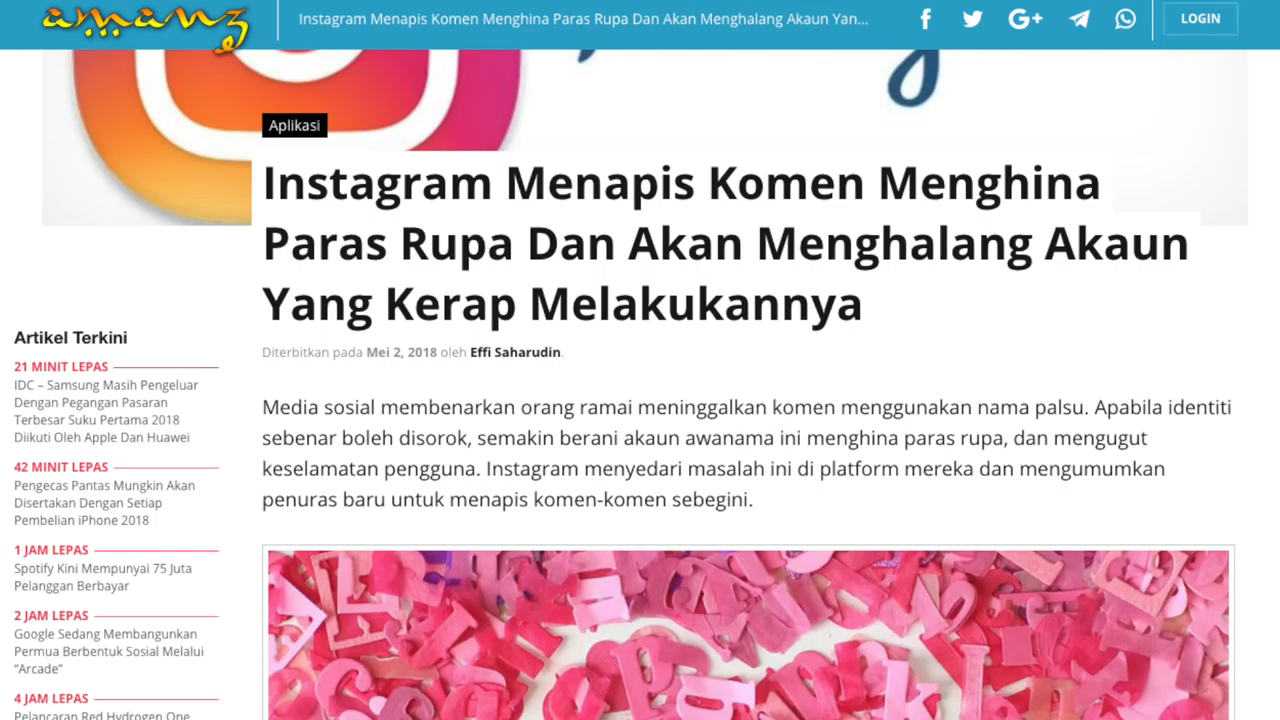 amanz
Instagram Menapis Komen Menghina Paras Rupa Dan Akan Menghalang Akaun Yan...
LOGIN
Aplikasi
Instagram Menapis Komen Menghina
Paras Rupa Dan Akan Menghalang Akaun
Yang Kerap Melakukannya
Diterbitkan pada Mei 2, 2018 oleh Effi Saharudin.
Media sosial membenarkan orang ramai meninggalkan komen menggunakan nama palsu. Apabila identiti
sebenar boleh disorok, semakin berani akaun awanama ini menghina paras rupa, dan mengugut
keselamatan pengguna. Instagram menyedari masalah ini di platform mereka dan mengumumkan
penuras baru untuk menapis komen-komen sebegini.
Artikel Terkini
21 MINIT LEPAS
IDC – Samsung Masih Pengeluar
Dengan Pegangan Pasaran
Terbesar Suku Pertama 2018
Diikuti Oleh Apple Dan Huawei
42 MINIT LEPAS
Pengecas Pantas Mungkin Akan
Disertakan Dengan Setiap
Pembelian iPhone 2018
1 JAM LEPAS
Spotify Kini Mempunyai 75 Juta
Pelanggan Berbayar
2 JAM LEPAS
Google Sedang Membangunkan
Permua Berbentuk Sosial Melalui
“Arcade”
4 JAM LEPAS
Pelancaran Red Hydrogen One